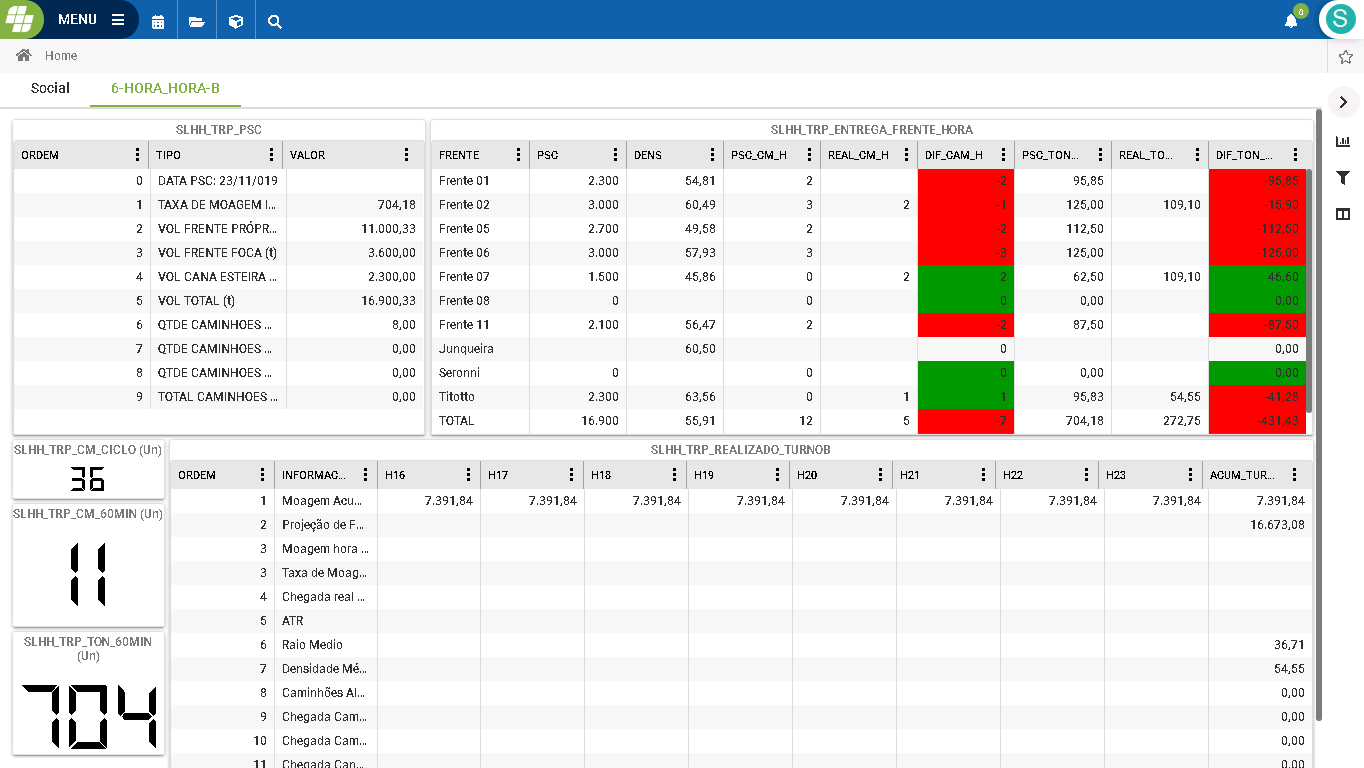 MENU
0
S
Home
Social 6-HORA_HORA-B
SLHH_TRP_PSC
ORDEM TIPO VALOR
0 DATA PSC: 23/11/019
1 TAXA DE MOAGEM I... 704,18
2 VOL FRENTE PRÓPR... 11.000,33
3 VOL FRENTE FOCA (t) 3.600,00
4 VOL CANA ESTEIRA ... 2.300,00
5 VOL TOTAL (t) 16.900,33
6 QTDE CAMINHOES ... 8,00
7 QTDE CAMINHOES ... 0,00
8 QTDE CAMINHOES ... 0,00
9 TOTAL CAMINHOES ... 0,00
SLHH_TRP_ENTREGA_FRENTE_HORA
FRENTE PSC DENS PSC_CM_H REAL_CM_H DIF_CAM_H PSC_TON... REAL_TO... DIF_TON_...
Frente 01 2.300 54,81 2 -2 95,85 -95,85
Frente 02 3.000 60,49 3 2 -1 125,00 109,10 -15,90
Frente 05 2.700 49,58 2 -2 112,50 -112,50
Frente 06 3.000 57,93 3 -3 125,00 -125,00
Frente 07 1.500 45,86 0 2 2 62,50 109,10 46,60
Frente 08 0 0 0 0,00 0,00
Frente 11 2.100 56,47 2 -2 87,50 -87,50
Junqueira 60,50 0 0,00
Seronni 0 0 0 0,00 0,00
Titotto 2.300 63,56 0 1 1 95,83 54,55 -41,28
TOTAL 16.900 55,91 12 5 -7 704,18 272,75 -431,43
SLHH_TRP_CM_CICLO (Un)
36
SLHH_TRP_CM_60MIN (Un)
11
SLHH_TRP_TON_60MIN
(Un)
704
SLHH_TRP_REALIZADO_TURNOB
ORDEM INFORMAC... H16 H17 H18 H19 H20 H21 H22 H23 ACUM_TUR...
1 Moagem Acu... 7.391,84 7.391,84 7.391,84 7.391,84 7.391,84 7.391,84 7.391,84 7.391,84 7.391,84
2 Projeção de F... 16.673,08
3 Moagem hora ...
3 Taxa de Moag...
4 Chegada real ...
5 ATR
6 Raio Medio 36,71
7 Densidade Mé... 54,55
8 Caminhões Al... 0,00
9 Chegada Cam... 0,00
10 Chegada Cam... 0,00
11 Chegada Can... 0,00